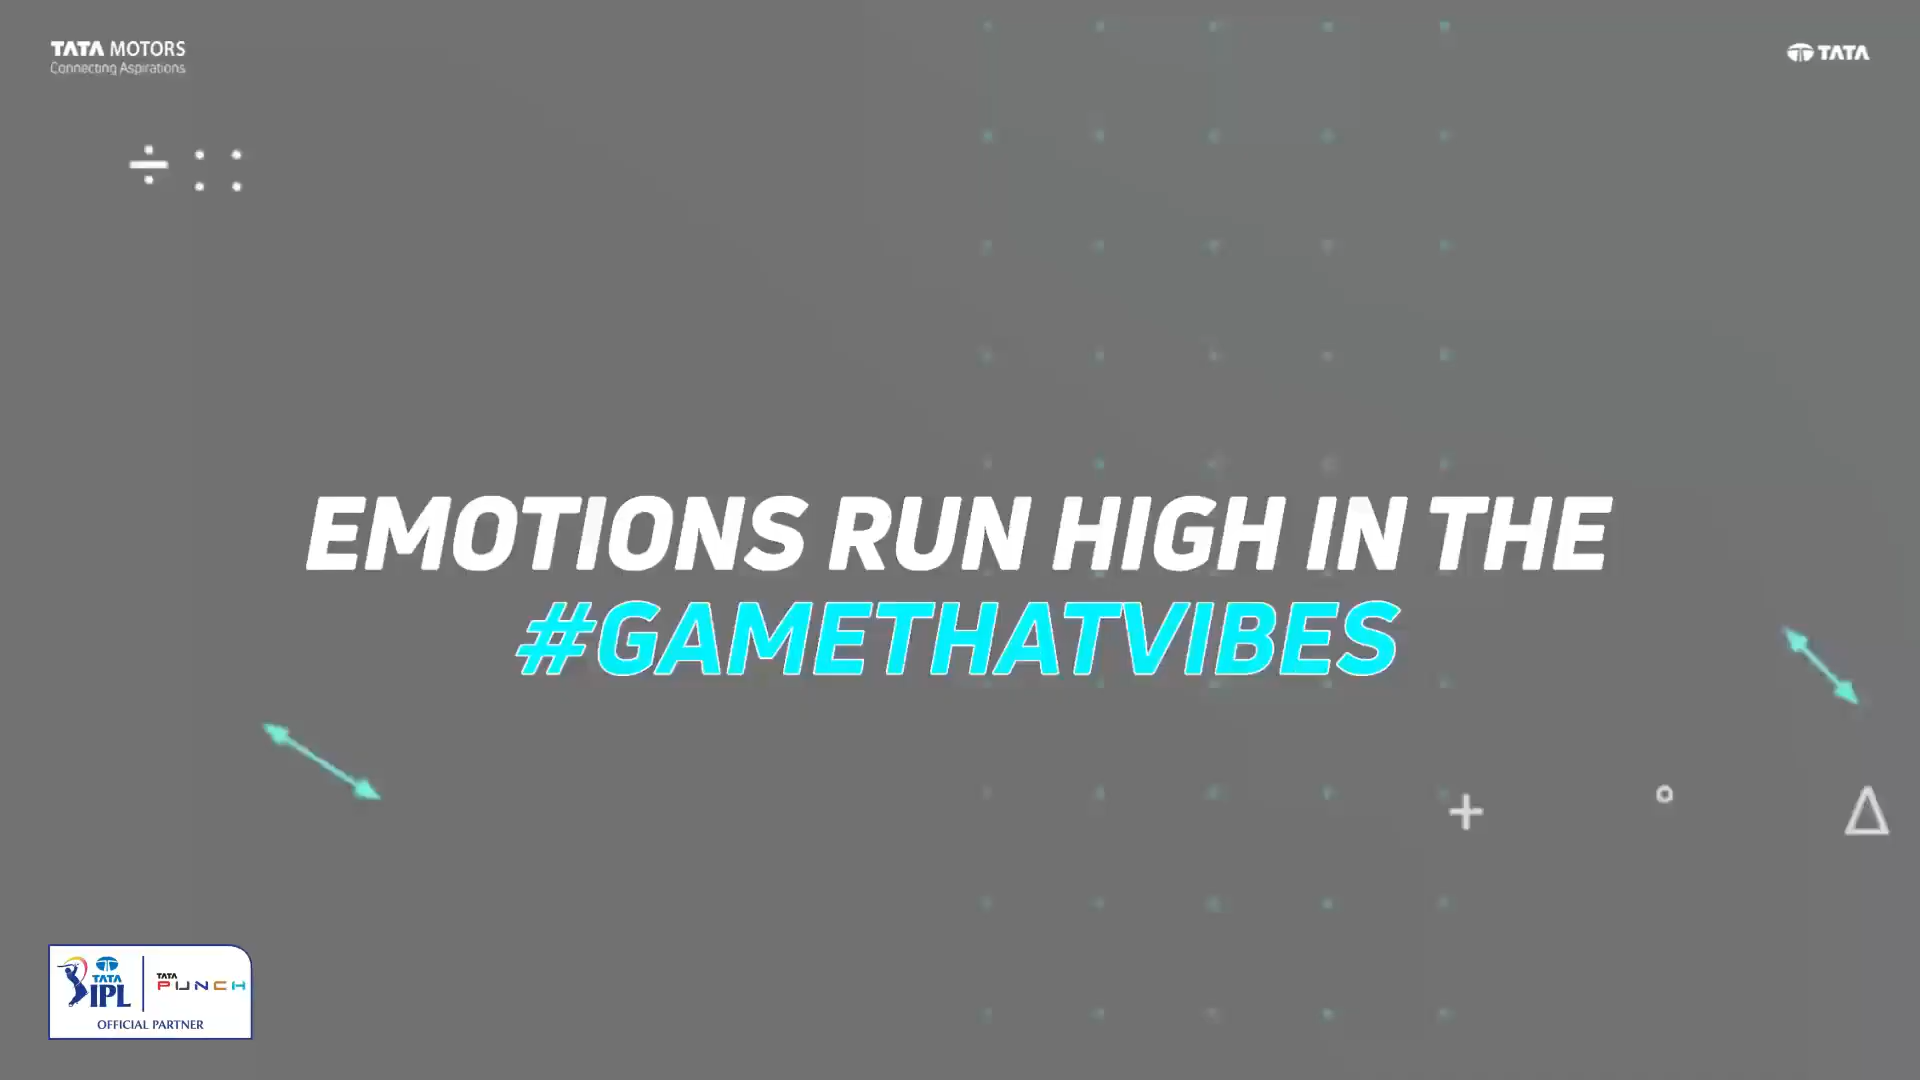 TATA MOTORS
Connecting Aspirations
TATA
EMOTIONS RUN HIGH IN THE
#GAMETHATVIBES
TATA
IPL
TATA
PUNCH
OFFICIAL PARTNER